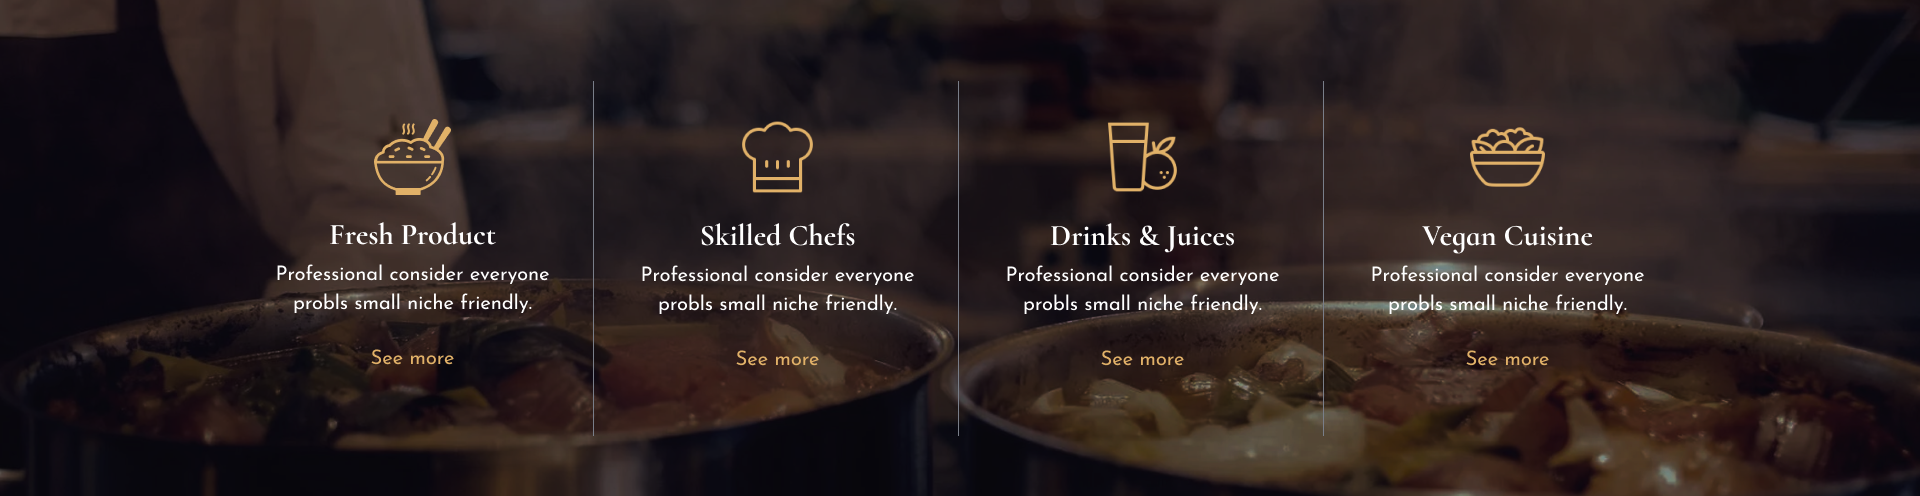 Fresh Product
Professional consider everyone
probls small niche friendly.
See more
Skilled Chefs
Professional consider everyone
probls small niche friendly.
See more
Drinks & Juices
Professional consider everyone
probls small niche friendly.
See more
Vegan Cuisine
Professional consider everyone
probls small niche friendly.
See more